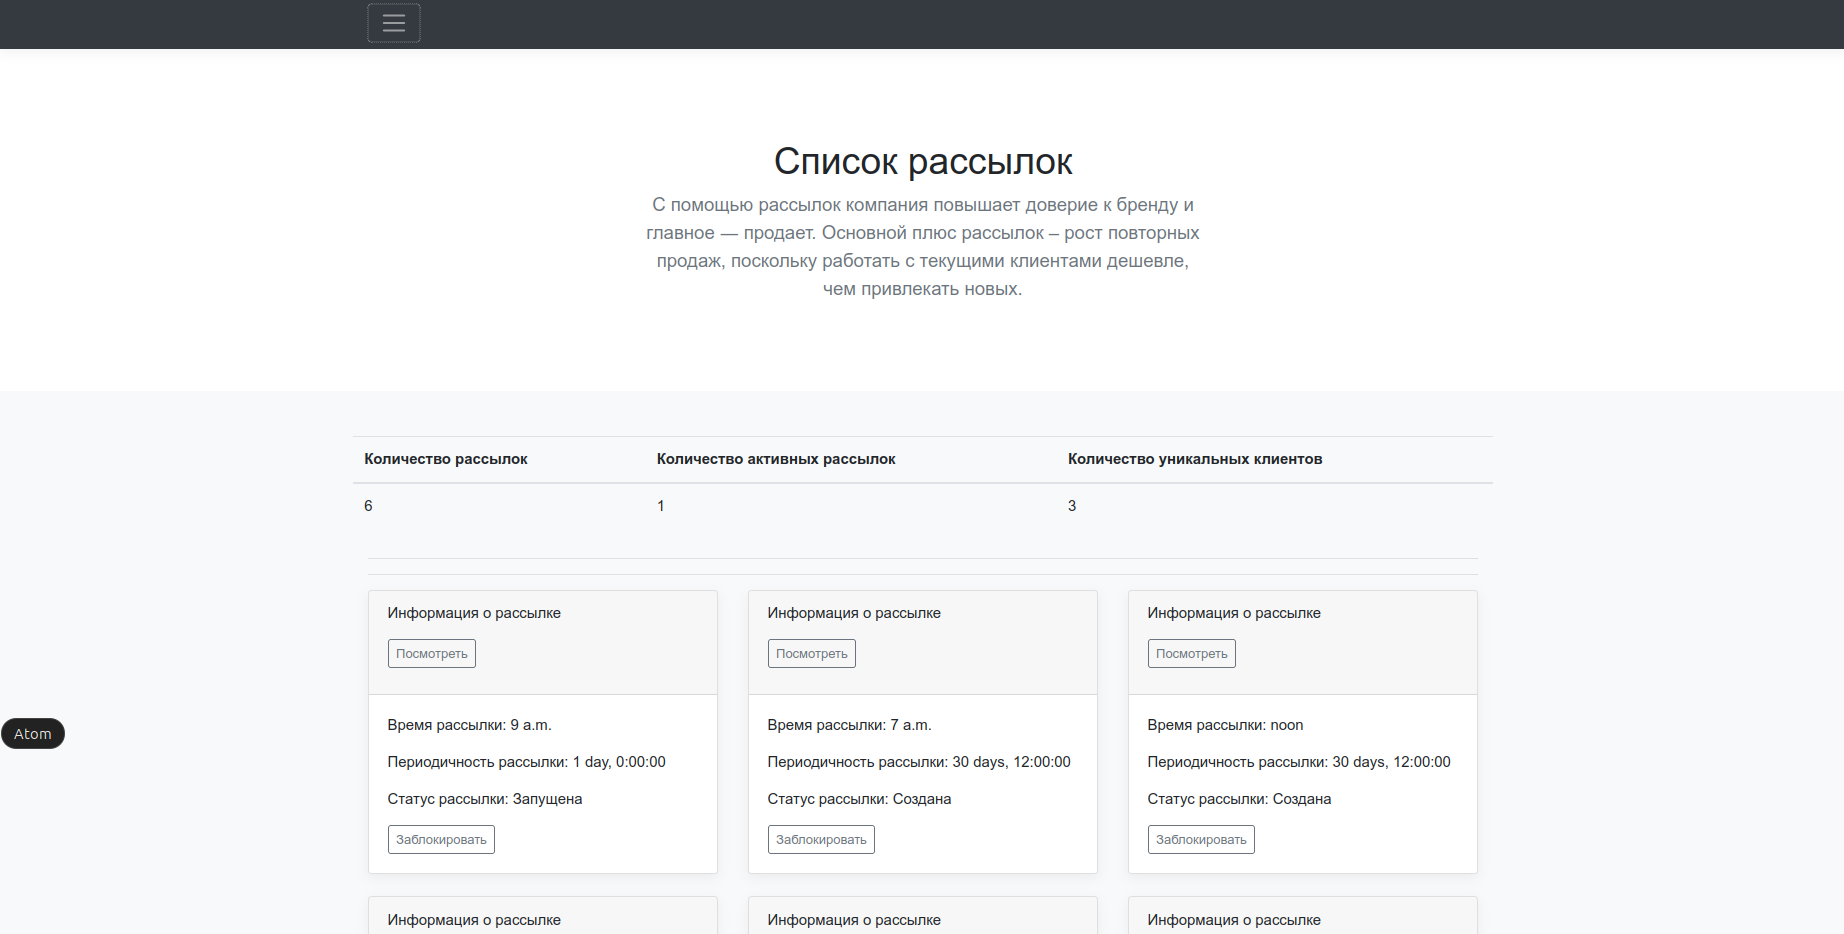 Список рассылок
С помощью рассылок компания повышает доверие к бренду и
главное — продает. Основной плюс рассылок – рост повторных
продаж, поскольку работать с текущими клиентами дешевле,
чем привлекать новых.
Количество рассылок Количество активных рассылок Количество уникальных клиентов
6 1 3
Информация о рассылке
Посмотреть
Время рассылки: 9 a.m.
Периодичность рассылки: 1 day, 0:00:00
Статус рассылки: Запущена
Заблокировать
Информация о рассылке
Посмотреть
Время рассылки: 7 a.m.
Периодичность рассылки: 30 days, 12:00:00
Статус рассылки: Создана
Заблокировать
Информация о рассылке
Посмотреть
Время рассылки: noon
Периодичность рассылки: 30 days, 12:00:00
Статус рассылки: Создана
Заблокировать
Atom
Информация о рассылке
Информация о рассылке
Информация о рассылке